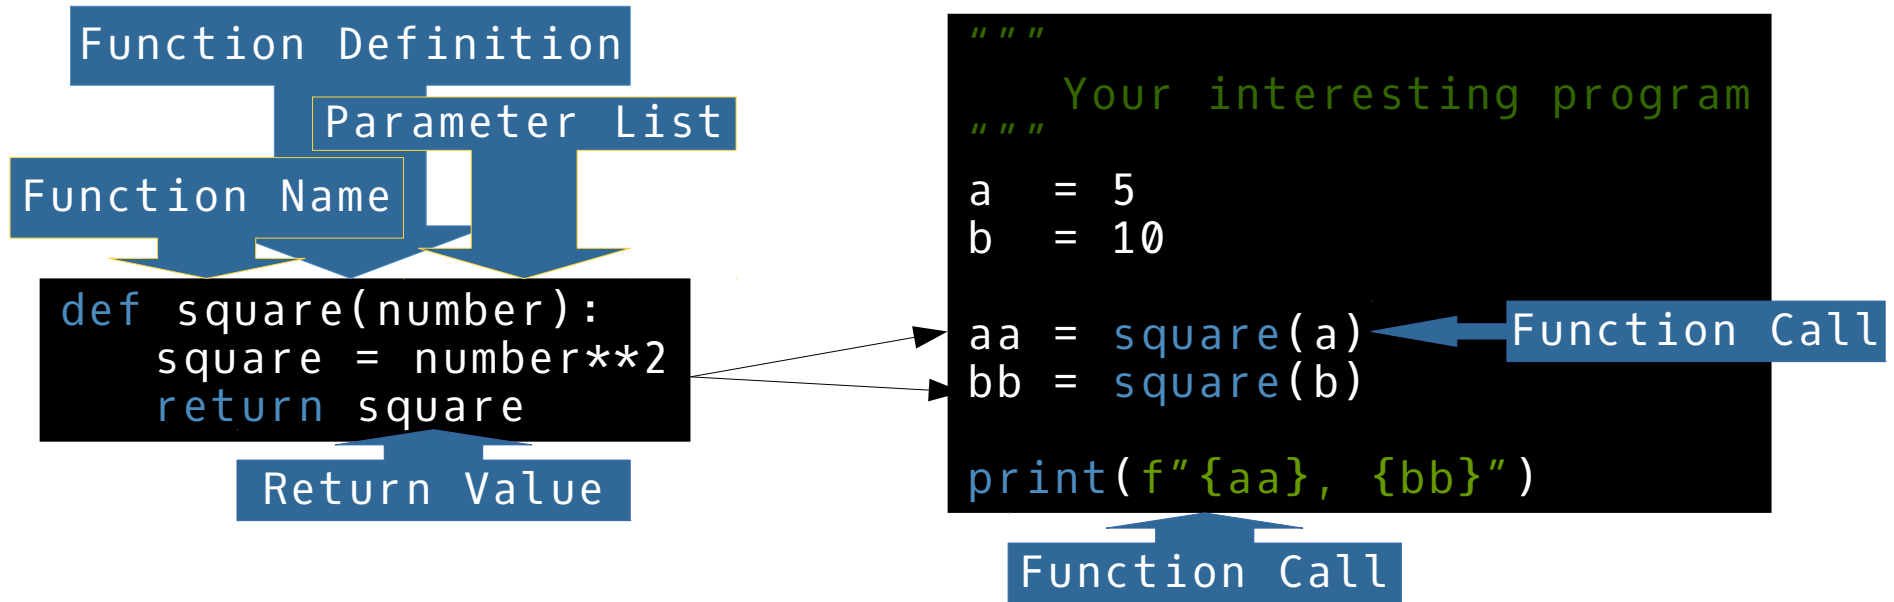 Function Definition
Parameter List
Function Name
def square(number):
    square = number**2
    return square
Return Value
"""
    Your interesting program
"""
a  = 5
b  = 10
aa = square(a)
Function Call
bb = square(b)
print(f"{aa}, {bb}")
Function Call